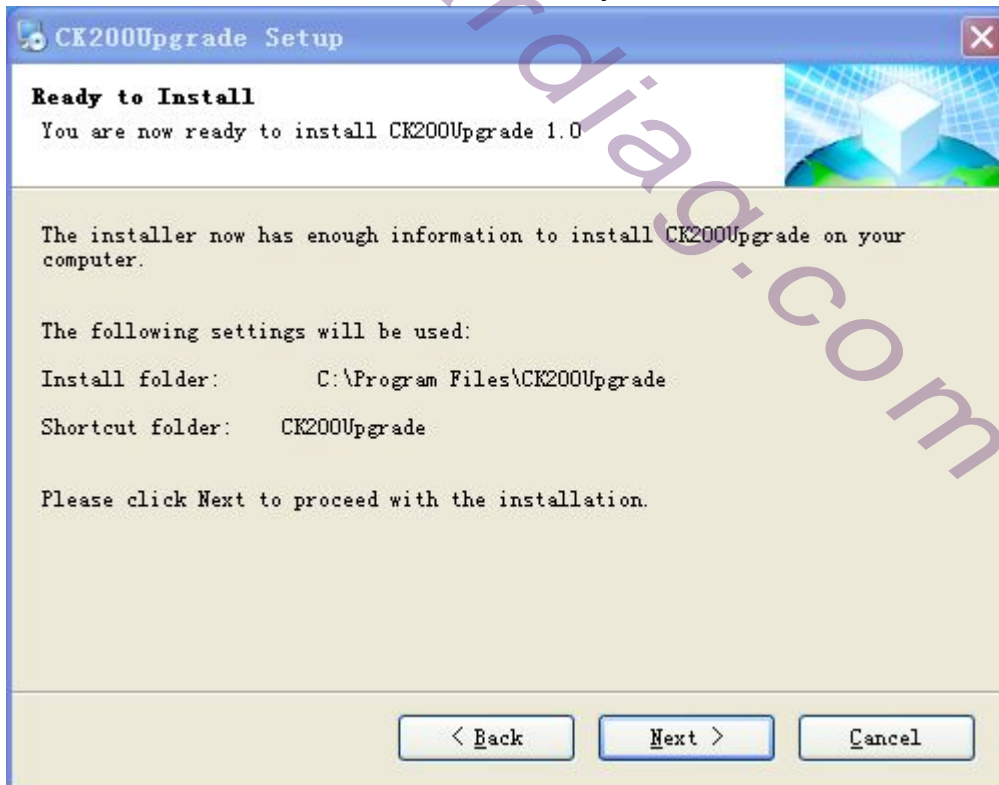 CK200Upgrade Setup
Ready to Install
You are now ready to install CK200Upgrade 1.0
The installer now has enough information to install CK200Upgrade on your
computer.
The following settings will be used:
Install folder: C:\Program Files\CK200Upgrade
Shortcut folder: CK200Upgrade
Please click Next to proceed with the installation.
< Back
Next >
Cancel
rdiag.com